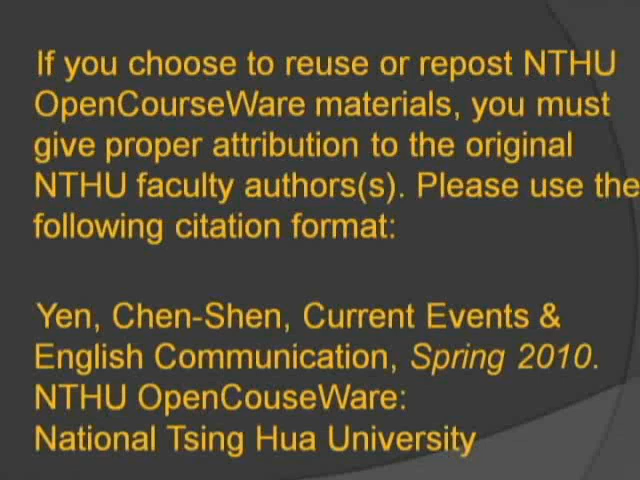 If you choose to reuse or repost NTHU
OpenCourseWare materials, you must
give proper attribution to the original
NTHU faculty authors(s). Please use the
following citation format:
Yen, Chen-Shen, Current Events &
English Communication, Spring 2010.
NTHU OpenCouseWare:
National Tsing Hua University